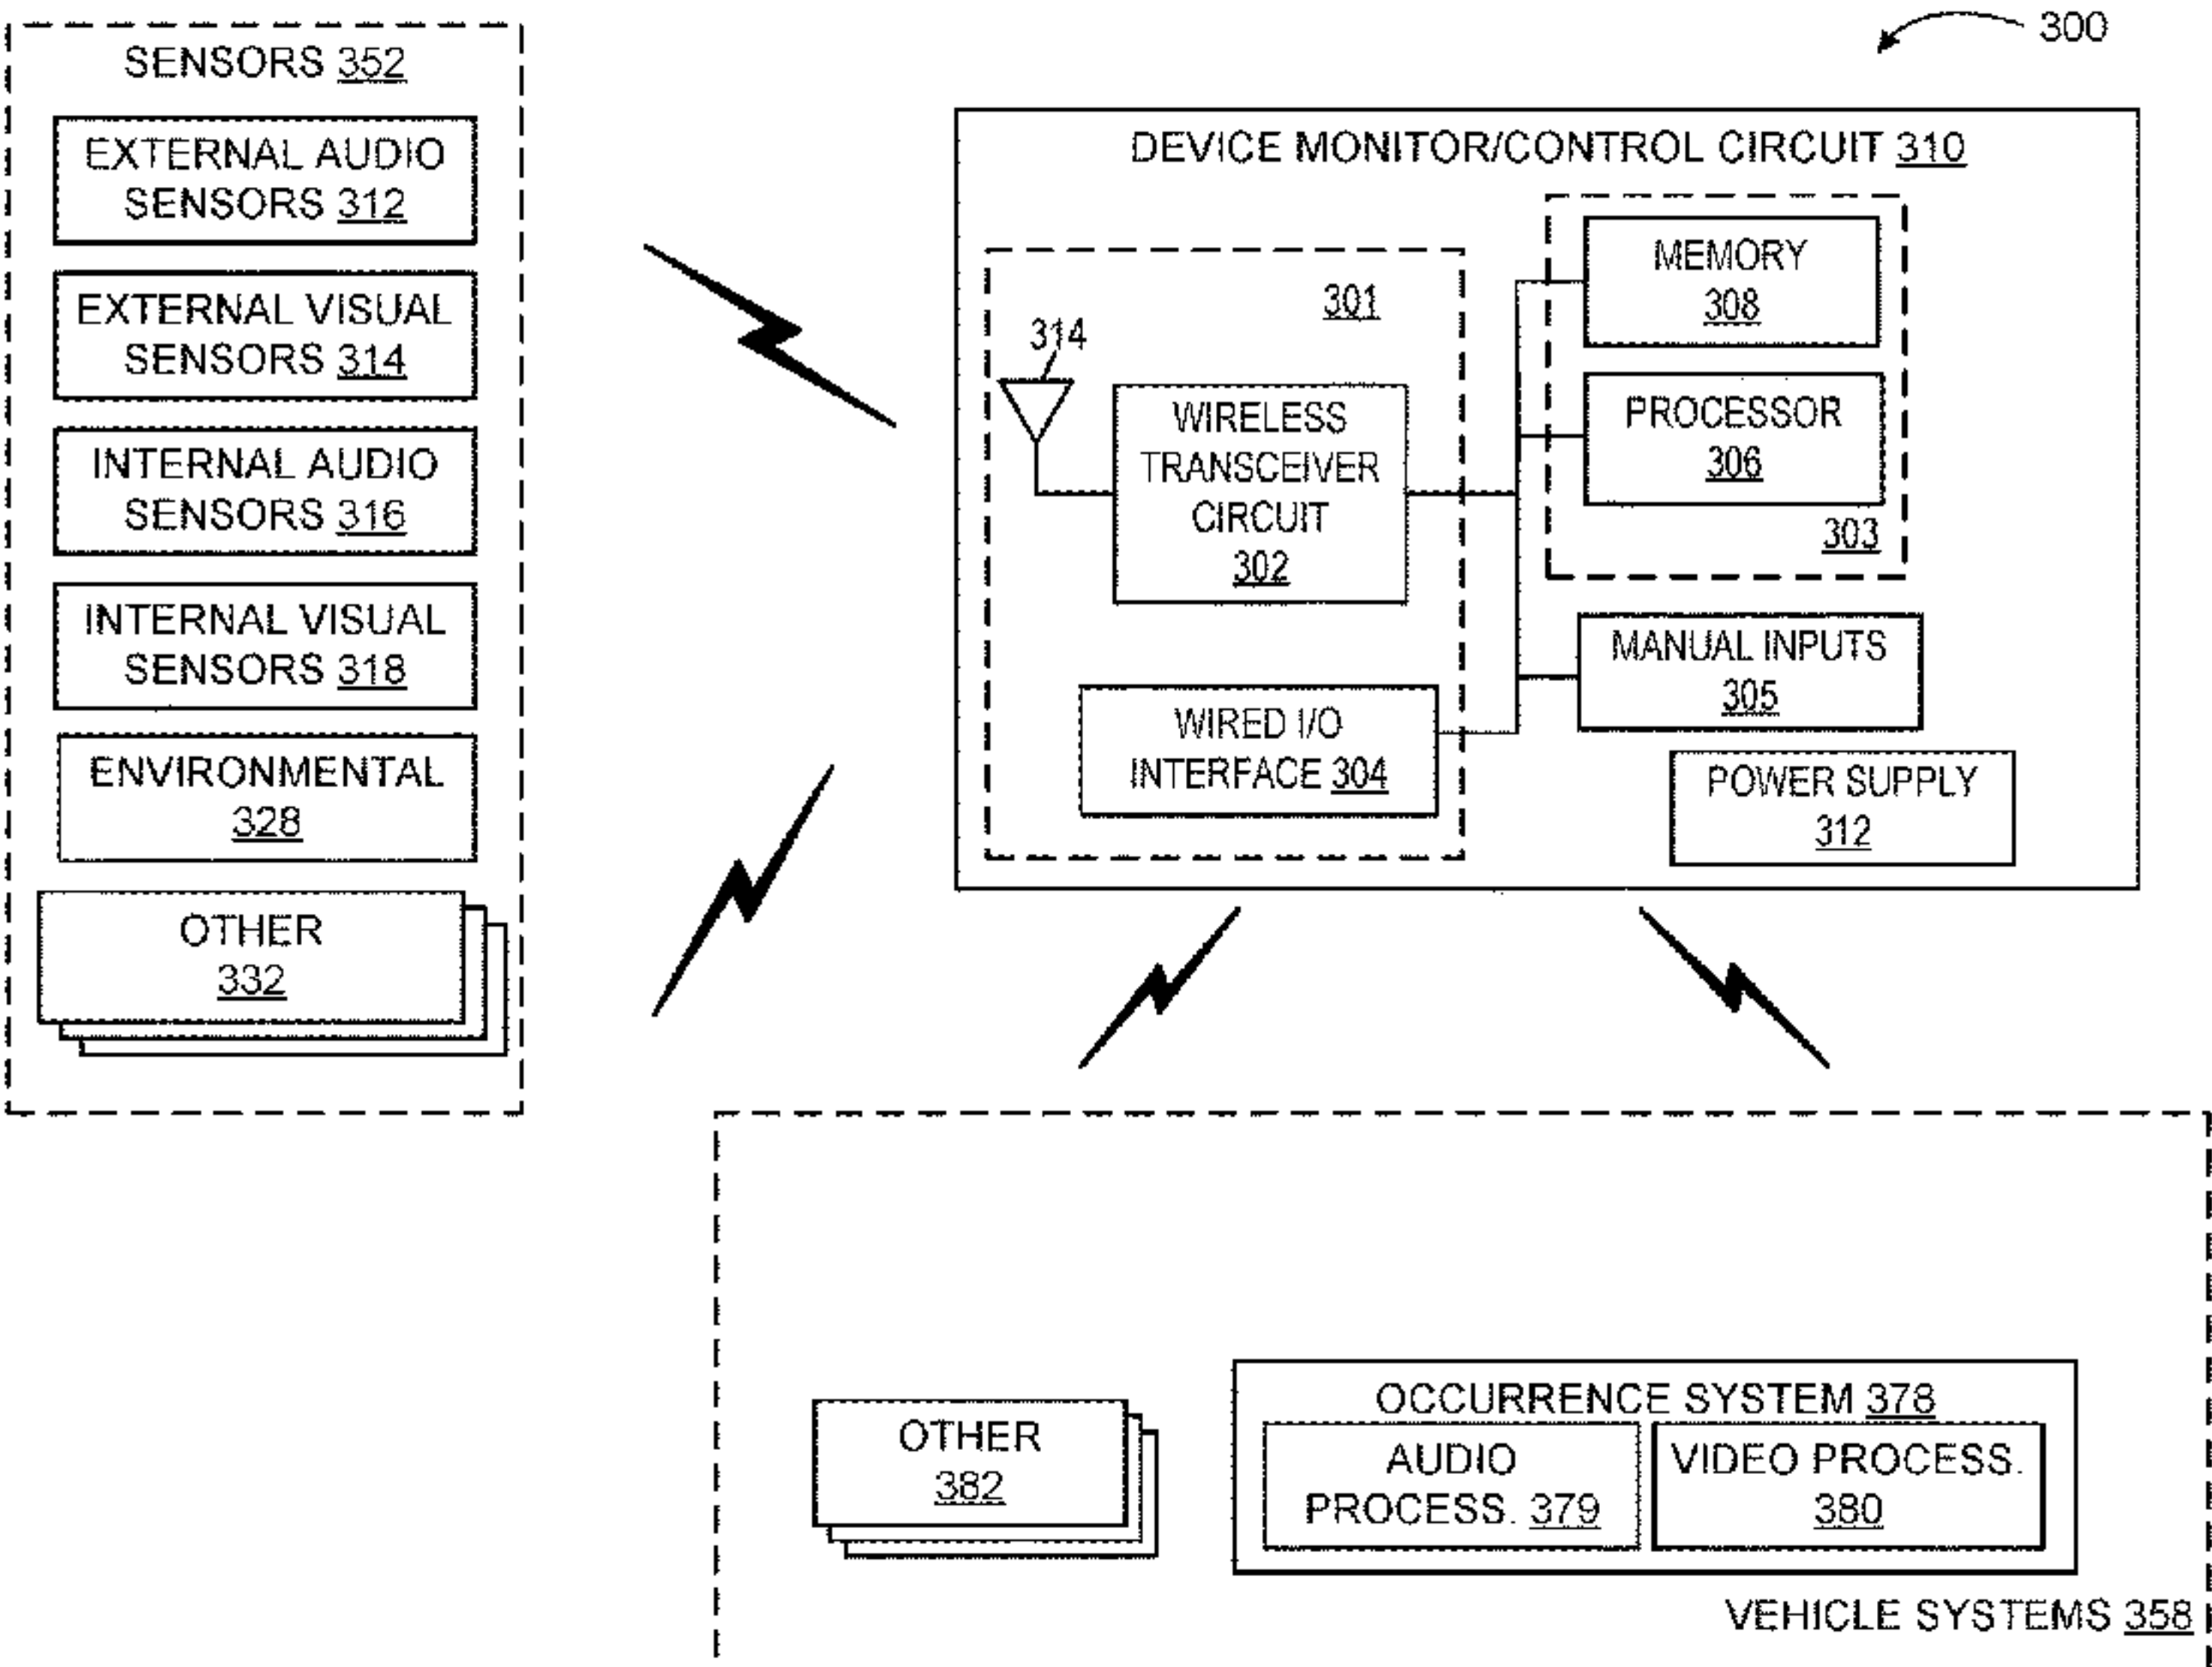 300
SENSORS 352
EXTERNAL AUDIO
SENSORS 312
EXTERNAL VISUAL
SENSORS 314
INTERNAL AUDIO
SENSORS 316
INTERNAL VISUAL
SENSORS 318
ENVIRONMENTAL
328
OTHER
332
DEVICE MONITOR/CONTROL CIRCUIT 310
301
314
WIRELESS
TRANSCEIVER
CIRCUIT
302
WIRED I/O
INTERFACE 304
MEMORY
308
PROCESSOR
306
303
MANUAL INPUTS
305
POWER SUPPLY
312
OTHER
382
OCCURRENCE SYSTEM 378
AUDIO
PROCESS. 379
VIDEO PROCESS.
380
VEHICLE SYSTEMS 358